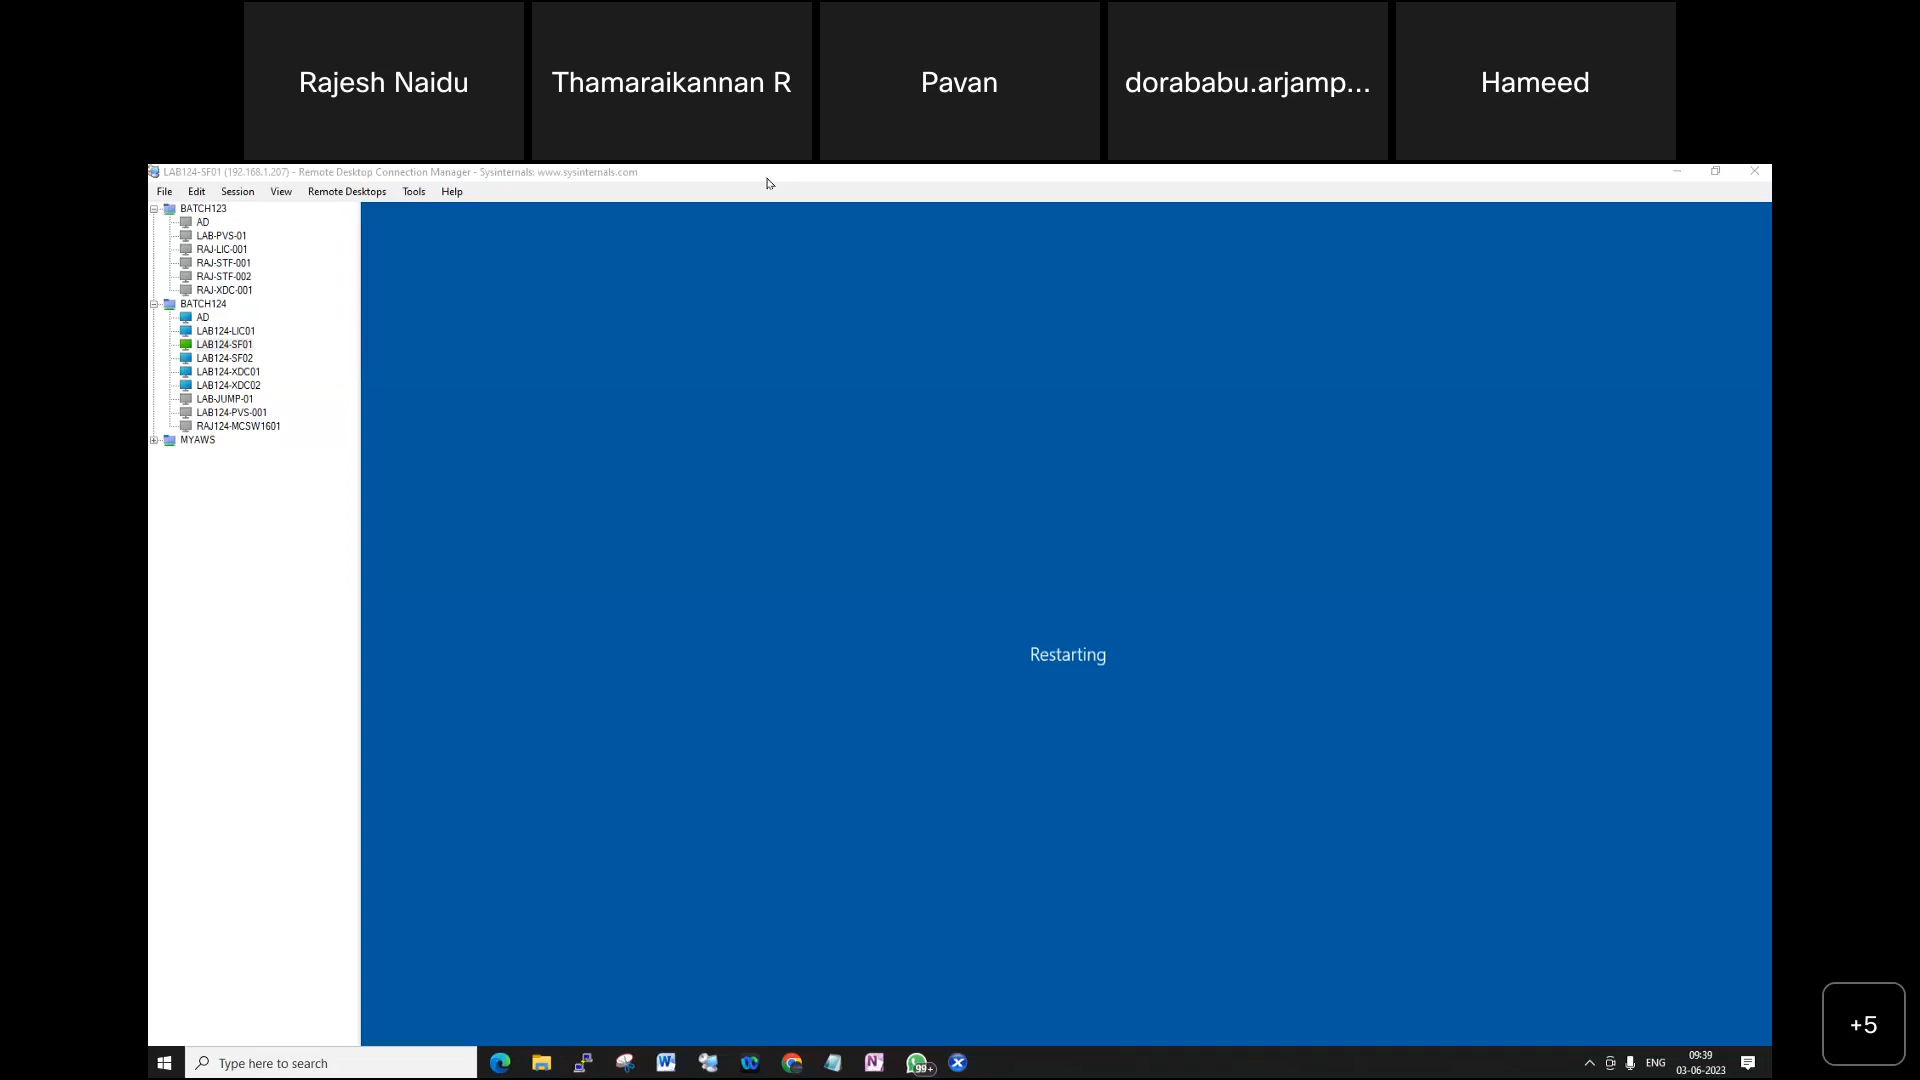 Rajesh Naidu
Thamaraikannan R
Pavan
dorababu.arjamp...
Hameed
LAB124-SF01 (192.168.1.207) - Remote Desktop Connection Manager - Sysinternals: www.sysinternals.com
File Edit Session View Remote Desktops Tools Help
BATCH123
AD
LAB-PVS-01
RAJ-LIC-001
RAJ-STF-001
RAJ-STF-002
RAJ-XDC-001
BATCH124
AD
LAB124-LIC01
LAB124-SF01
LAB124-SF02
LAB124-XDC01
LAB124-XDC02
LAB-JUMP-01
LAB124-PVS-001
RAJ124-MCSW1601
MYAWS
Restarting
+5
Type here to search
99+
ENG
09:39
03-06-2023